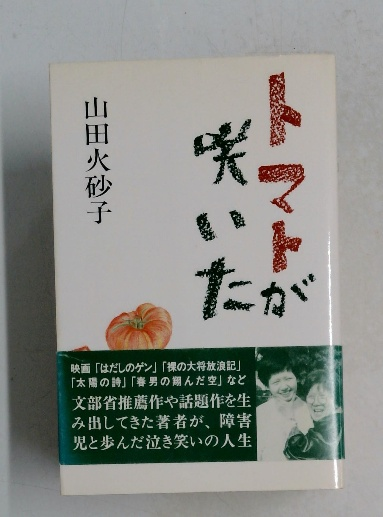 トマトが
咲いた
山田火砂子
映画「はだしのゲン」「裸の大将放浪記」
「太陽の詩」「春男の翔んだ空」など
文部省推薦作や話題作を生
み出してきた著者が、障害
児と歩んだ泣き笑いの人生